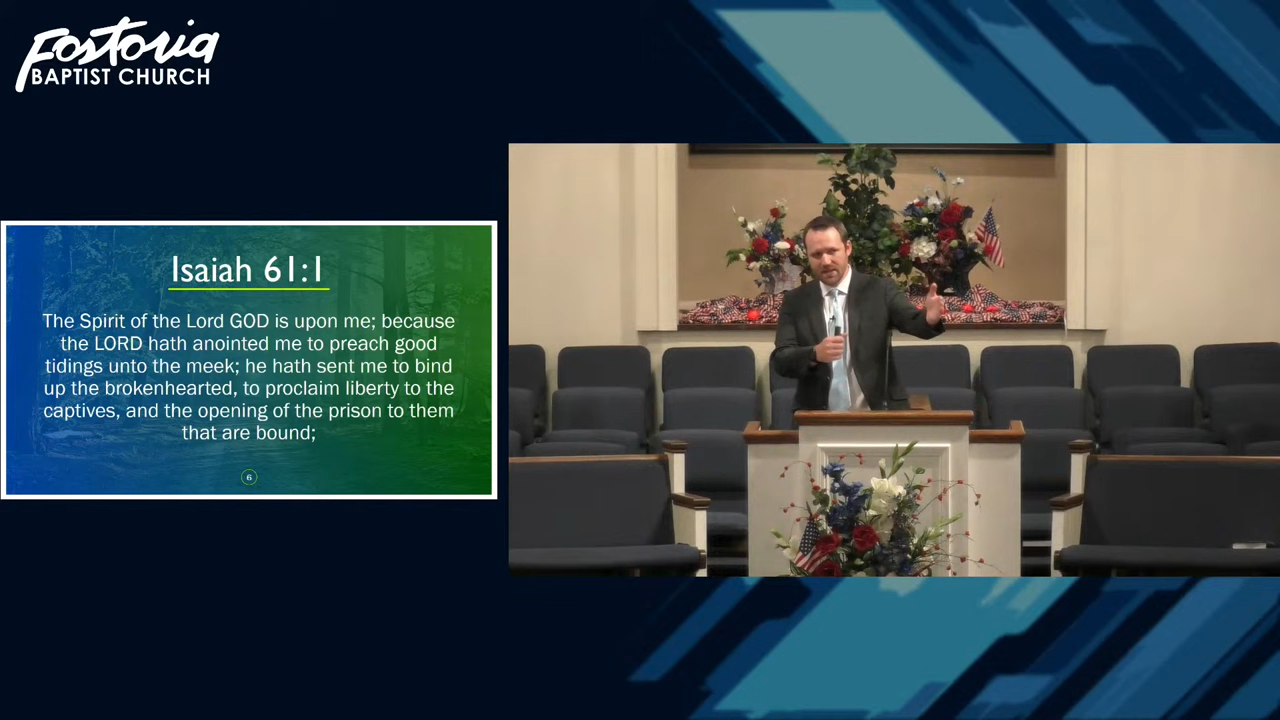 Fostoria
BAPTIST CHURCH
Isaiah 61:1
The Spirit of the Lord GOD is upon me; because
the LORD hath anointed me to preach good
tidings unto the meek; he hath sent me to bind
up the brokenhearted, to proclaim liberty to the
captives, and the opening of the prison to them
that are bound;
6